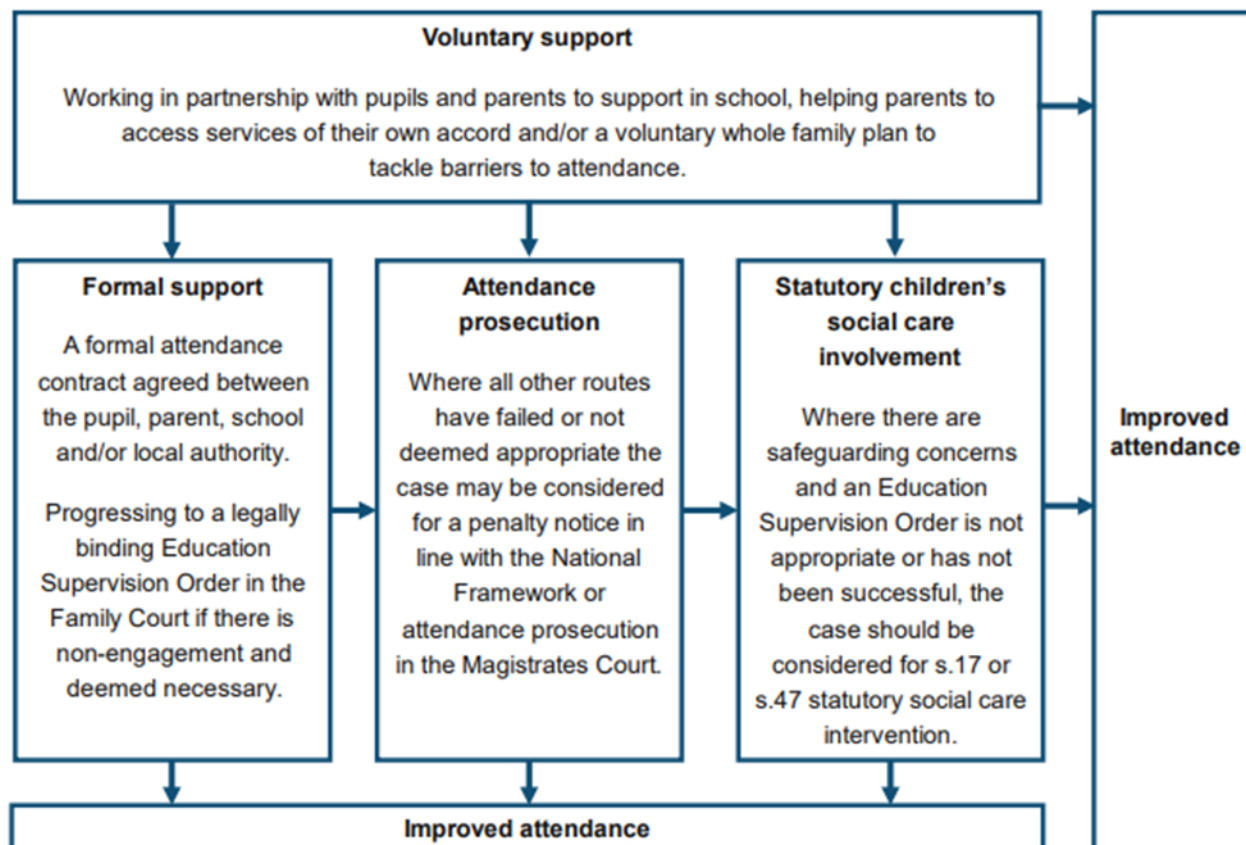 Voluntary support
Working in partnership with pupils and parents to support in school, helping parents to
access services of their own accord and/or a voluntary whole family plan to
tackle barriers to attendance.
Formal support
A formal attendance
contract agreed between
the pupil, parent, school
and/or local authority.
Progressing to a legally
binding Education
Supervision Order in the
Family Court if there is
non-engagement and
deemed necessary.
Attendance
prosecution
Where all other routes
have failed or not
deemed appropriate the
case may be considered
for a penalty notice in
line with the National
Framework or
attendance prosecution
in the Magistrates Court.
Statutory children's
social care
involvement
Where there are
safeguarding concerns
and an Education
Supervision Order is not
appropriate or has not
been successful, the
case should be
considered for s.17 or
s.47 statutory social care
intervention.
Improved
attendance
Improved attendance